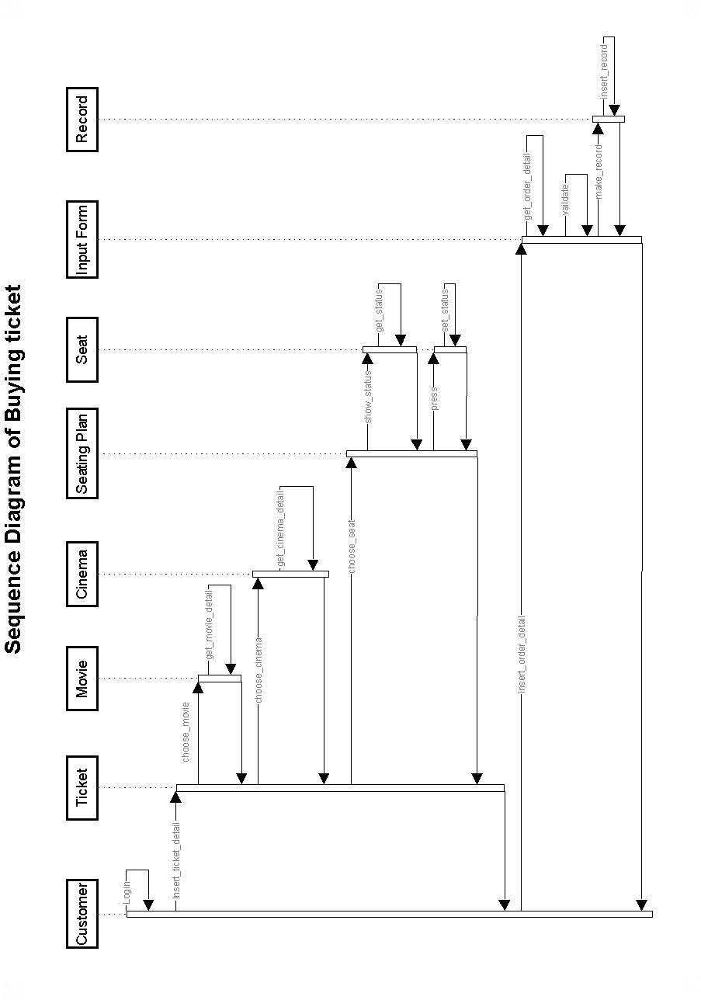 Sequence Diagram of Buying ticket
Customer
Ticket
Movie
Cinema
Seating Plan
Seat
Input Form
Record
Login
Insert_ticket_detail
choose_movie
get_movie_detail
choose_cinema
get_cinema_detail
choose_seat
show_status
get_status
press
set_status
insert_order_detail
get_order_detail
vaildate
make_record
insert_record